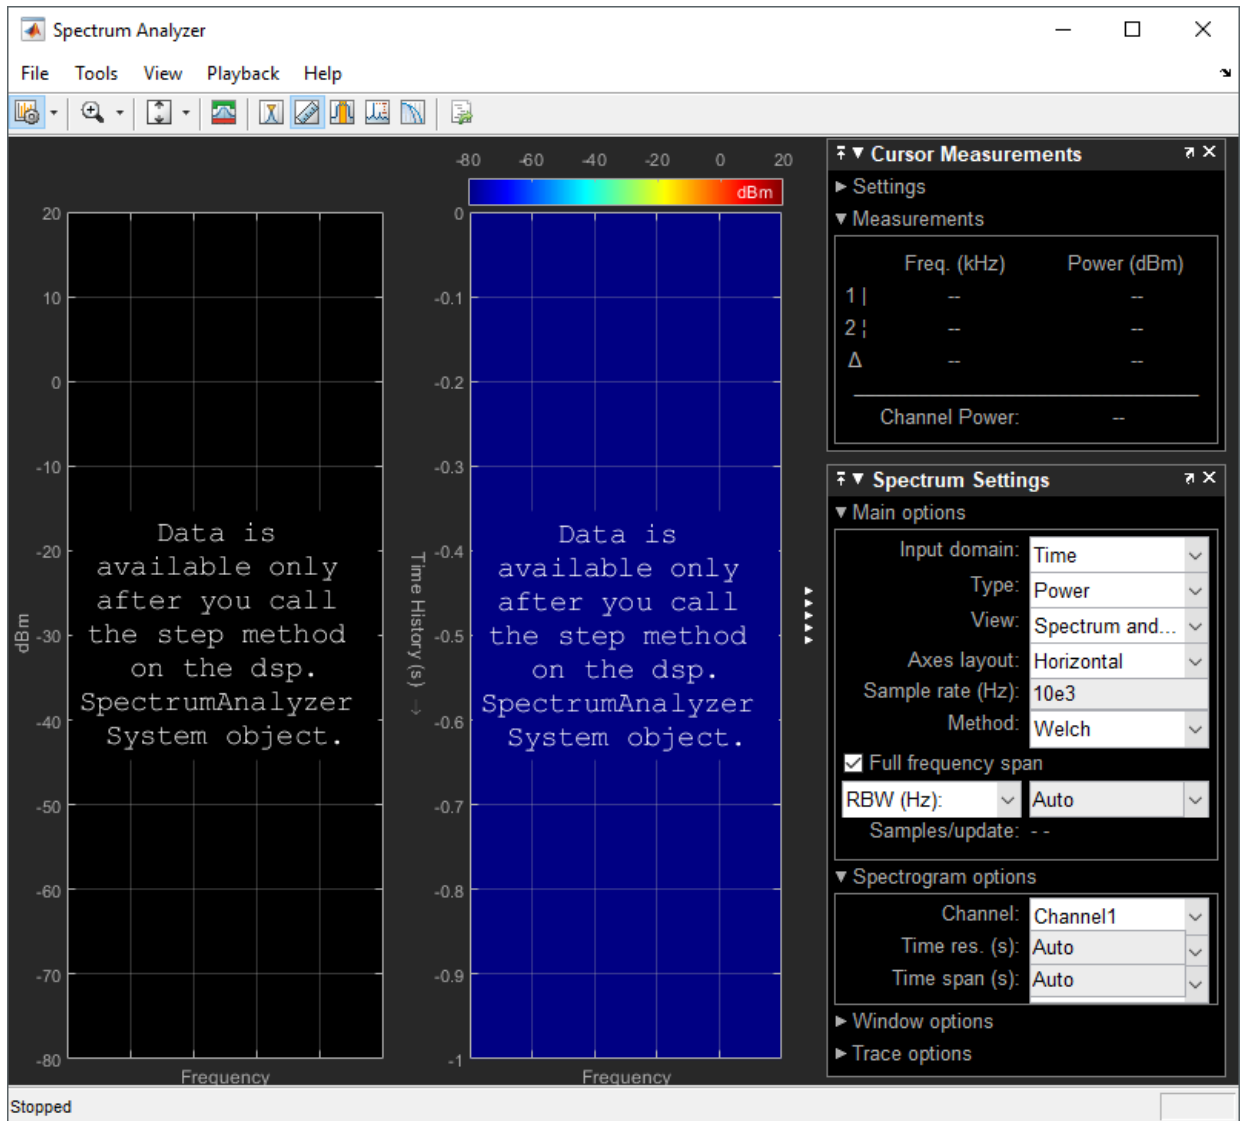 Spectrum Analyzer
File Tools View Playback Help
-80 -60 -40 -20 0 20
dBm
20
10
0
-10
-20
-30
-40
-50
-60
-70
-80
dBm
Data is
available only
after you call
the step method
on the dsp.
SpectrumAnalyzer
System object.
Frequency
0
-0.1
-0.2
-0.3
-0.4
-0.5
-0.6
-0.7
-0.8
-0.9
-1
Time History (s) →
Data is
available only
after you call
the step method
on the dsp.
SpectrumAnalyzer
System object.
Frequency
Cursor Measurements
Settings
Measurements
Freq. (kHz) Power (dBm)
1 | -- --
2 ¦ -- --
Δ -- --
Channel Power: --
Spectrum Settings
Main options
Input domain: Time
Type: Power
View: Spectrum and...
Axes layout: Horizontal
Sample rate (Hz): 10e3
Method: Welch
Full frequency span
RBW (Hz): Auto
Samples/update: - -
Spectrogram options
Channel: Channel1
Time res. (s): Auto
Time span (s): Auto
Window options
Trace options
Stopped